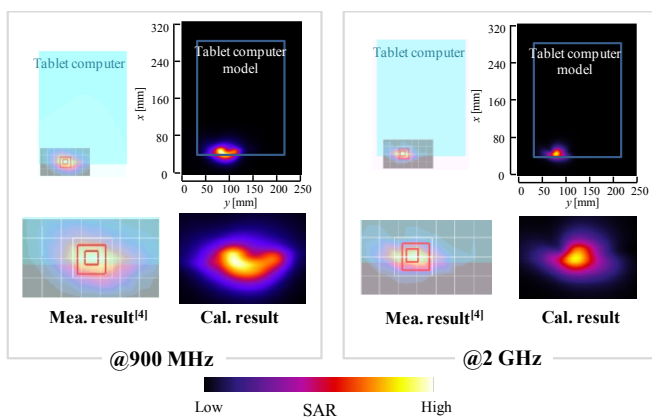 Tablet computer
320
240
160
80
0
x [mm]
Tablet computer
model
0 50 100 150 200 250
y [mm]
Mea. result[4]
Cal. result
@900 MHz
Tablet computer
320
240
160
80
0
x [mm]
Tablet computer
model
0 50 100 150 200 250
y [mm]
Mea. result[4]
Cal. result
@2 GHz
Low
SAR
High